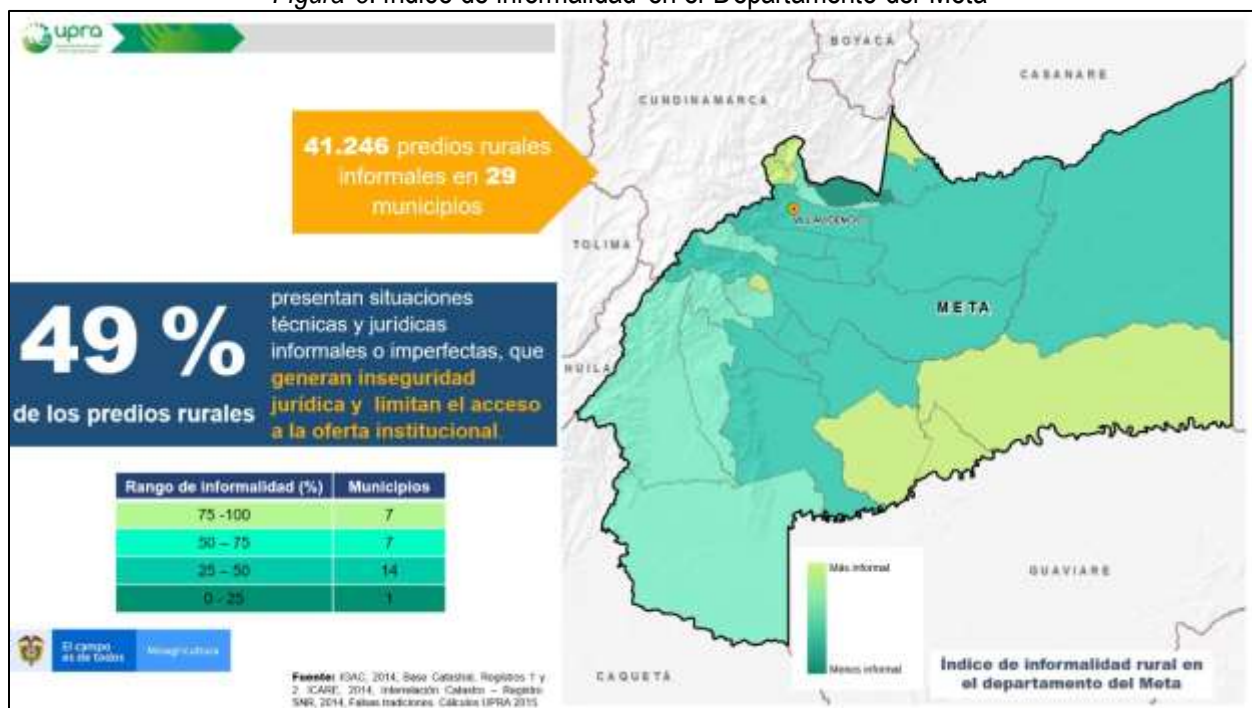 Figura 6. Índice de informalidad en el Departamento del Meta
upra
41.246 predios rurales
informales en 29
municipios
49 %
de los predios rurales
presentan situaciones
técnicas y jurídicas
informales o imperfectas, que
generan inseguridad
jurídica y limitan el acceso
a la oferta institucional.
Rango de informalidad (%) Municipios
75 -100 7
50 – 75 7
25 – 50 14
0 - 25 1
El campo
es de todos
Minagricultura
Fuente: IGAC, 2014, Base Catastral, Registros 1 y
2. ICARE, 2014, Interrelación Catastro – Registro
SNR, 2014, Falsas tradiciones. Cálculos UPRA 2015
BOYACÁ
CASANARE
CUNDINAMARCA
VILLAVICENCIO
TOLIMA
META
HUILA
GUAVIARE
CAQUETÁ
Más informal
Menos informal
Índice de informalidad rural en
el departamento del Meta